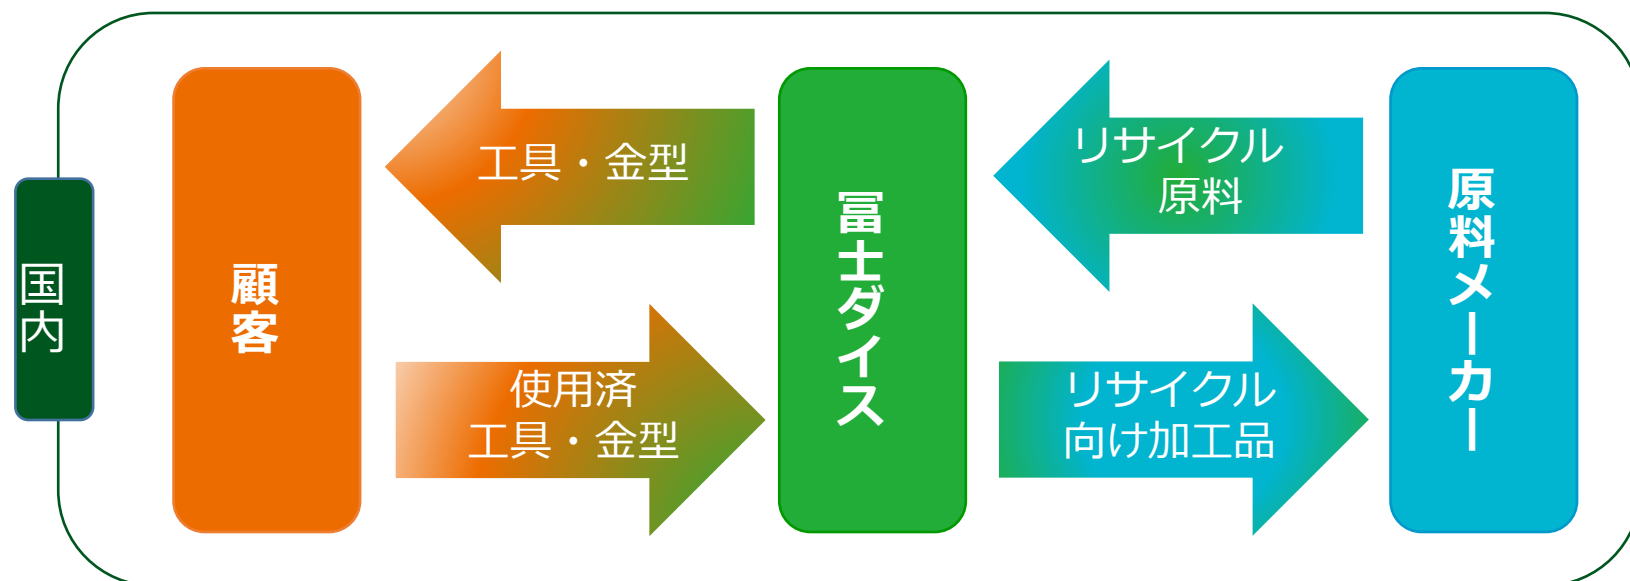 国内
顧客
工具・金型
使用済
工具・金型
冨士ダイス
リサイクル
原料
リサイクル
向け加工品
原料メーカー